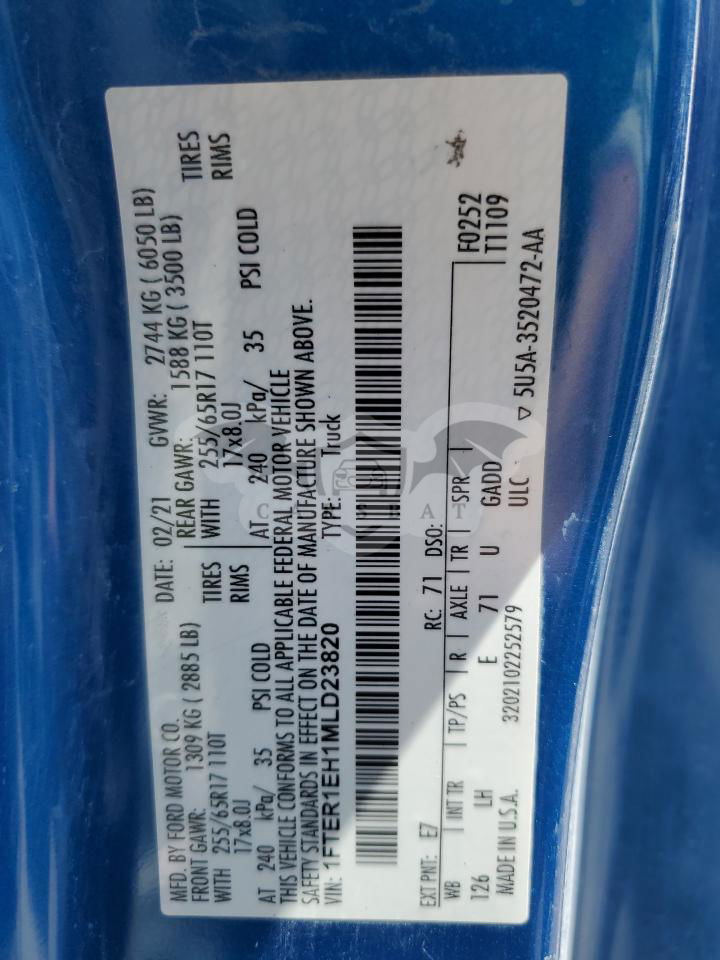 MFD. BY FORD MOTOR CO. DATE: 02/21 GVWR: 2744 KG ( 6050 LB)
FRONT GAWR: 1309 KG ( 2885 LB) REAR GAWR: 1588 KG ( 3500 LB)
WITH 255/65R17 110T TIRES WITH 255/65R17 110T TIRES
17x8.0J RIMS 17x8.0J RIMS
AT 240 kPa/ 35 PSI COLD AT 240 kPa/ 35 PSI COLD
THIS VEHICLE CONFORMS TO ALL APPLICABLE FEDERAL MOTOR VEHICLE
SAFETY STANDARDS IN EFFECT ON THE DATE OF MANUFACTURE SHOWN ABOVE.
VIN: 1FTER1EH1MLD23820 TYPE: Truck
EXT PNT: E7 RC: 71 DSO: F0252
WB INT TR TP/PS R AXLE TR SPR T1109
126 LH E 71 U GADD
MADE IN U.S.A. 3202102252579 ULC 5U5A-3520472-AA